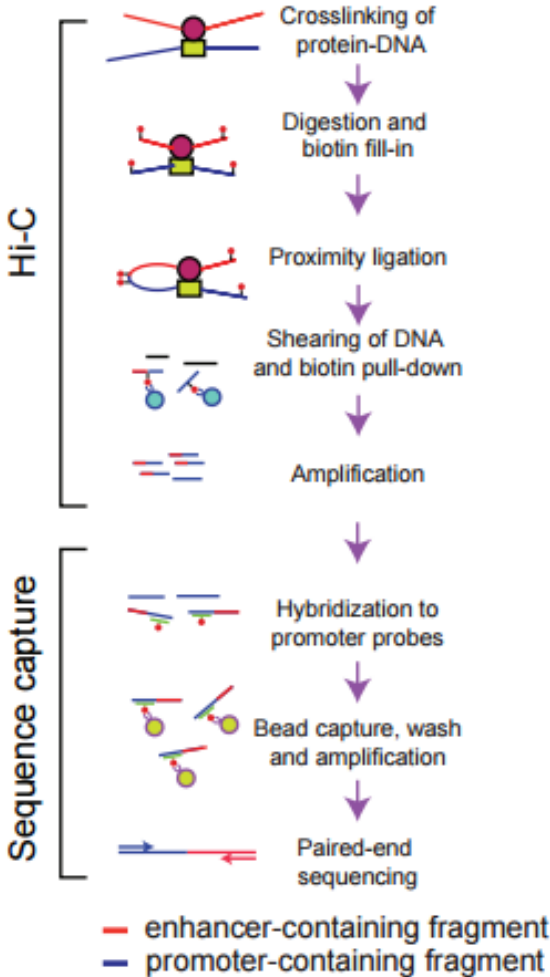 Hi-C
Crosslinking of
protein-DNA
Digestion and
biotin fill-in
Proximity ligation
Shearing of DNA
and biotin pull-down
Amplification
Sequence capture
Hybridization to
promoter probes
Bead capture, wash
and amplification
Paired-end
sequencing
enhancer-containing fragment
promoter-containing fragment